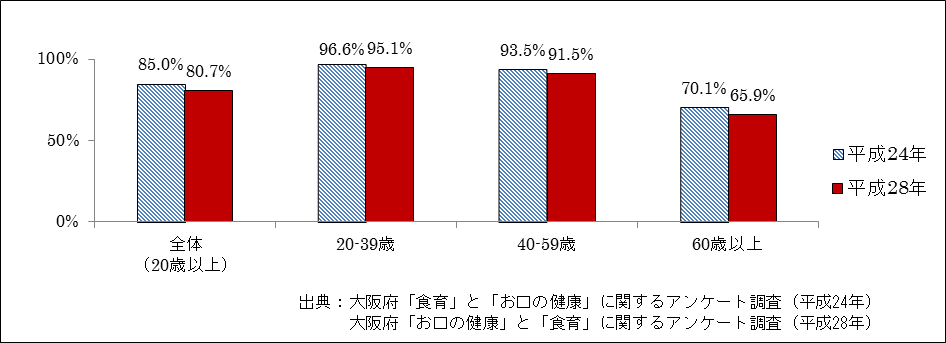 100%
50%
0%
85.0%
80.7%
96.6%
95.1%
93.5%
91.5%
70.1%
65.9%
平成24年
平成28年
全体
（20歳以上）
20-39歳
40-59歳
60歳以上
出典：大阪府「食育」と「お口の健康」に関するアンケート調査（平成24年）
大阪府「お口の健康」と「食育」に関するアンケート調査（平成28年）